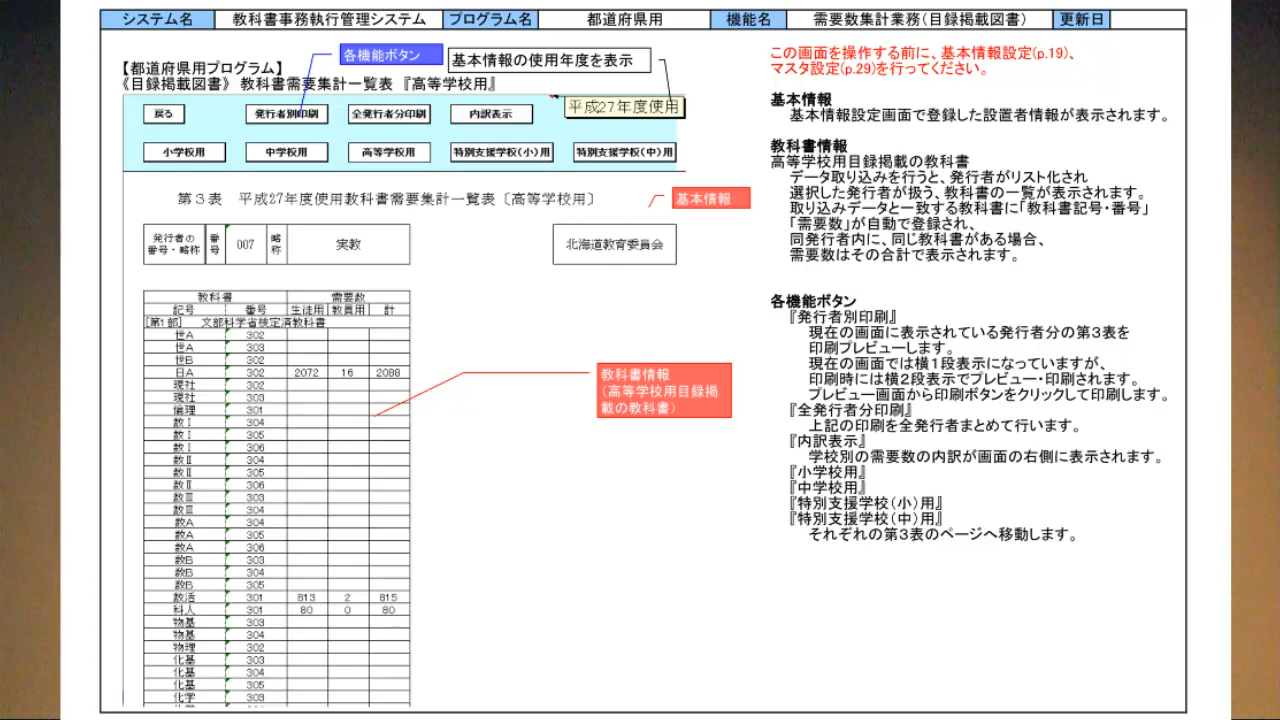 システム名 教科書事務執行管理システム プログラム名 都道府県用 機能名 需要数集計業務(目録掲載図書) 更新日
各機能ボタン
基本情報の使用年度を表示
【都道府県用プログラム】
《目録掲載図書》 教科書需要集計一覧表 『高等学校用』
平成27年度使用
戻る 発行者別印刷 全発行者分印刷 内訳表示
小学校用 中学校用 高等学校用 特別支援学校(小)用 特別支援学校(中)用
第3表 平成27年度使用教科書需要集計一覧表〔高等学校用〕
基本情報
発行者の番号・略称 番号 007 略称 実教 北海道教育委員会
教科書 需要数
記号 番号 生徒用 教員用 計
[第1部] 文部科学省検定済教科書
世A 302
世A 303
世B 302
日A 302 2072 16 2088
現社 302
現社 303
倫理 301
数Ⅰ 304
数Ⅰ 305
数Ⅰ 306
数Ⅱ 304
数Ⅱ 305
数Ⅱ 306
数Ⅲ 303
数Ⅲ 304
数A 304
数A 305
数A 306
数B 303
数B 304
数B 305
数活 301 813 2 815
科人 301 80 0 80
物基 303
物基 304
物理 302
化基 303
化基 304
化基 305
化学 303
教科書情報
(高等学校用目録掲
載の教科書)
この画面を操作する前に、基本情報設定(p.19)、
マスタ設定(p.29)を行ってください。
基本情報
基本情報設定画面で登録した設置者情報が表示されます。
教科書情報
高等学校用目録掲載の教科書
データ取り込みを行うと、発行者がリスト化され
選択した発行者が扱う、教科書の一覧が表示されます。
取り込みデータと一致する教科書に「教科書記号・番号」
「需要数」が自動で登録され、
同発行者内に、同じ教科書がある場合、
需要数はその合計で表示されます。
各機能ボタン
『発行者別印刷』
現在の画面に表示されている発行者分の第3表を
印刷プレビューします。
現在の画面では横1段表示になっていますが、
印刷時には横2段表示でプレビュー・印刷されます。
プレビュー画面から印刷ボタンをクリックして印刷します。
『全発行者分印刷』
上記の印刷を全発行者まとめて行います。
『内訳表示』
学校別の需要数の内訳が画面の右側に表示されます。
『小学校用』
『中学校用』
『特別支援学校(小)用』
『特別支援学校(中)用』
それぞれの第3表のページへ移動します。